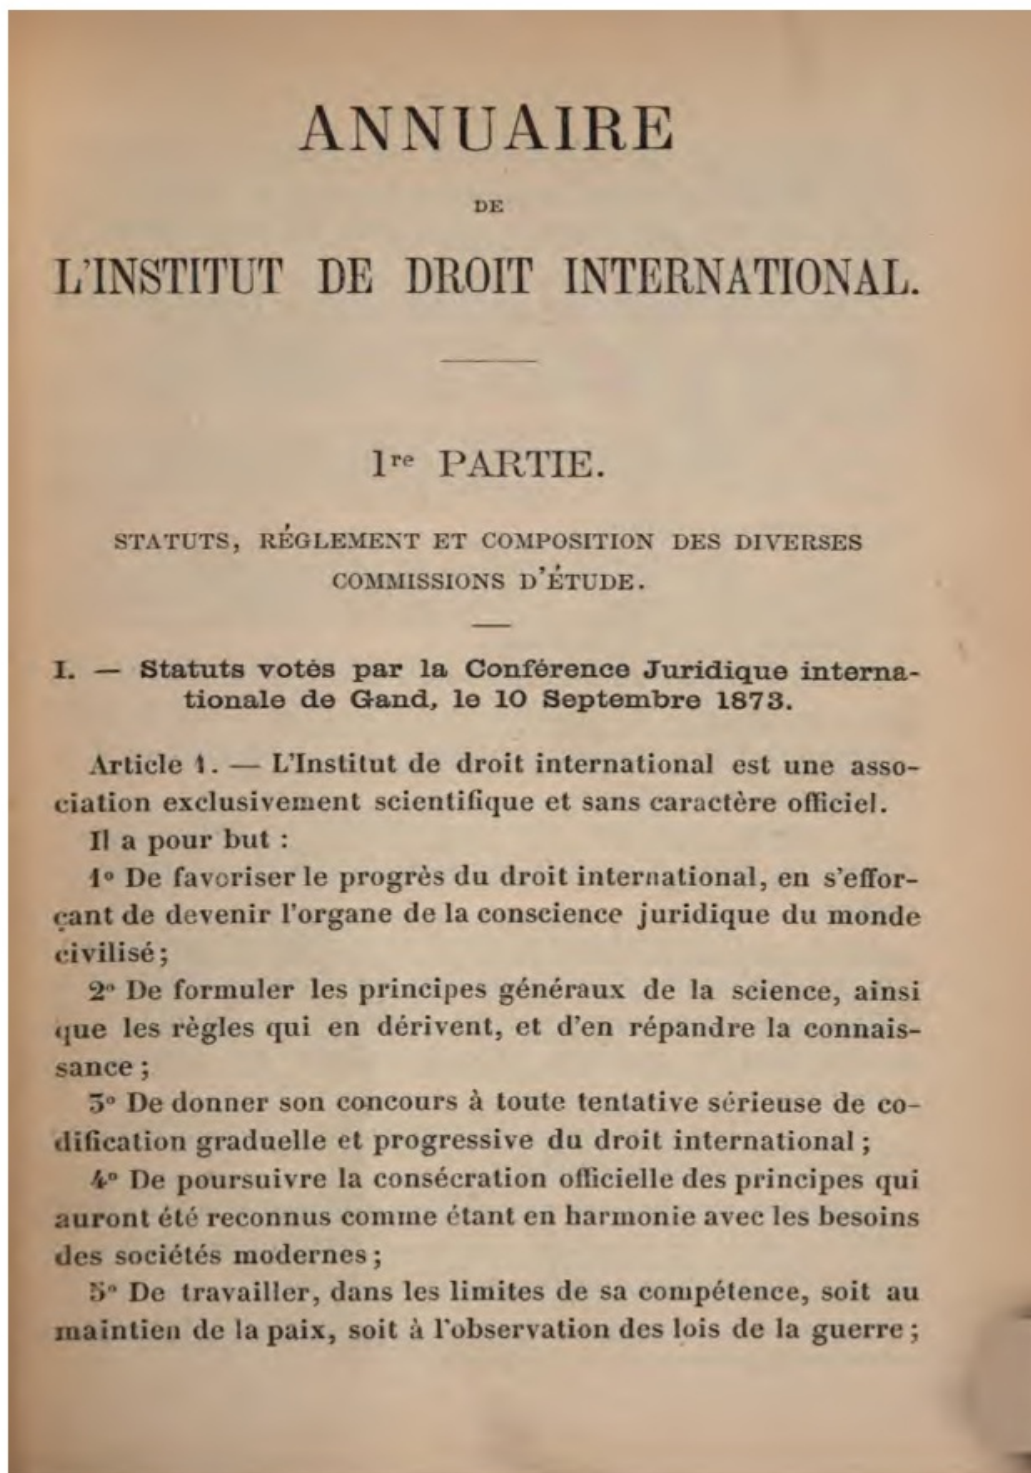 ANNUAIRE
DE
L'INSTITUT DE DROIT INTERNATIONAL.
1re PARTIE.
STATUTS, RÉGLEMENT ET COMPOSITION DES DIVERSES
COMMISSIONS D'ÉTUDE.
I. — Statuts votés par la Conférence Juridique interna-
tionale de Gand, le 10 Septembre 1873.
Article 1. — L'Institut de droit international est une asso-
ciation exclusivement scientifique et sans caractère officiel.
Il a pour but :
1° De favoriser le progrès du droit international, en s'effor-
çant de devenir l'organe de la conscience juridique du monde
civilisé ;
2° De formuler les principes généraux de la science, ainsi
que les règles qui en dérivent, et d'en répandre la connais-
sance ;
3° De donner son concours à toute tentative sérieuse de co-
dification graduelle et progressive du droit international ;
4° De poursuivre la consécration officielle des principes qui
auront été reconnus comme étant en harmonie avec les besoins
des sociétés modernes ;
5° De travailler, dans les limites de sa compétence, soit au
maintien de la paix, soit à l'observation des lois de la guerre ;